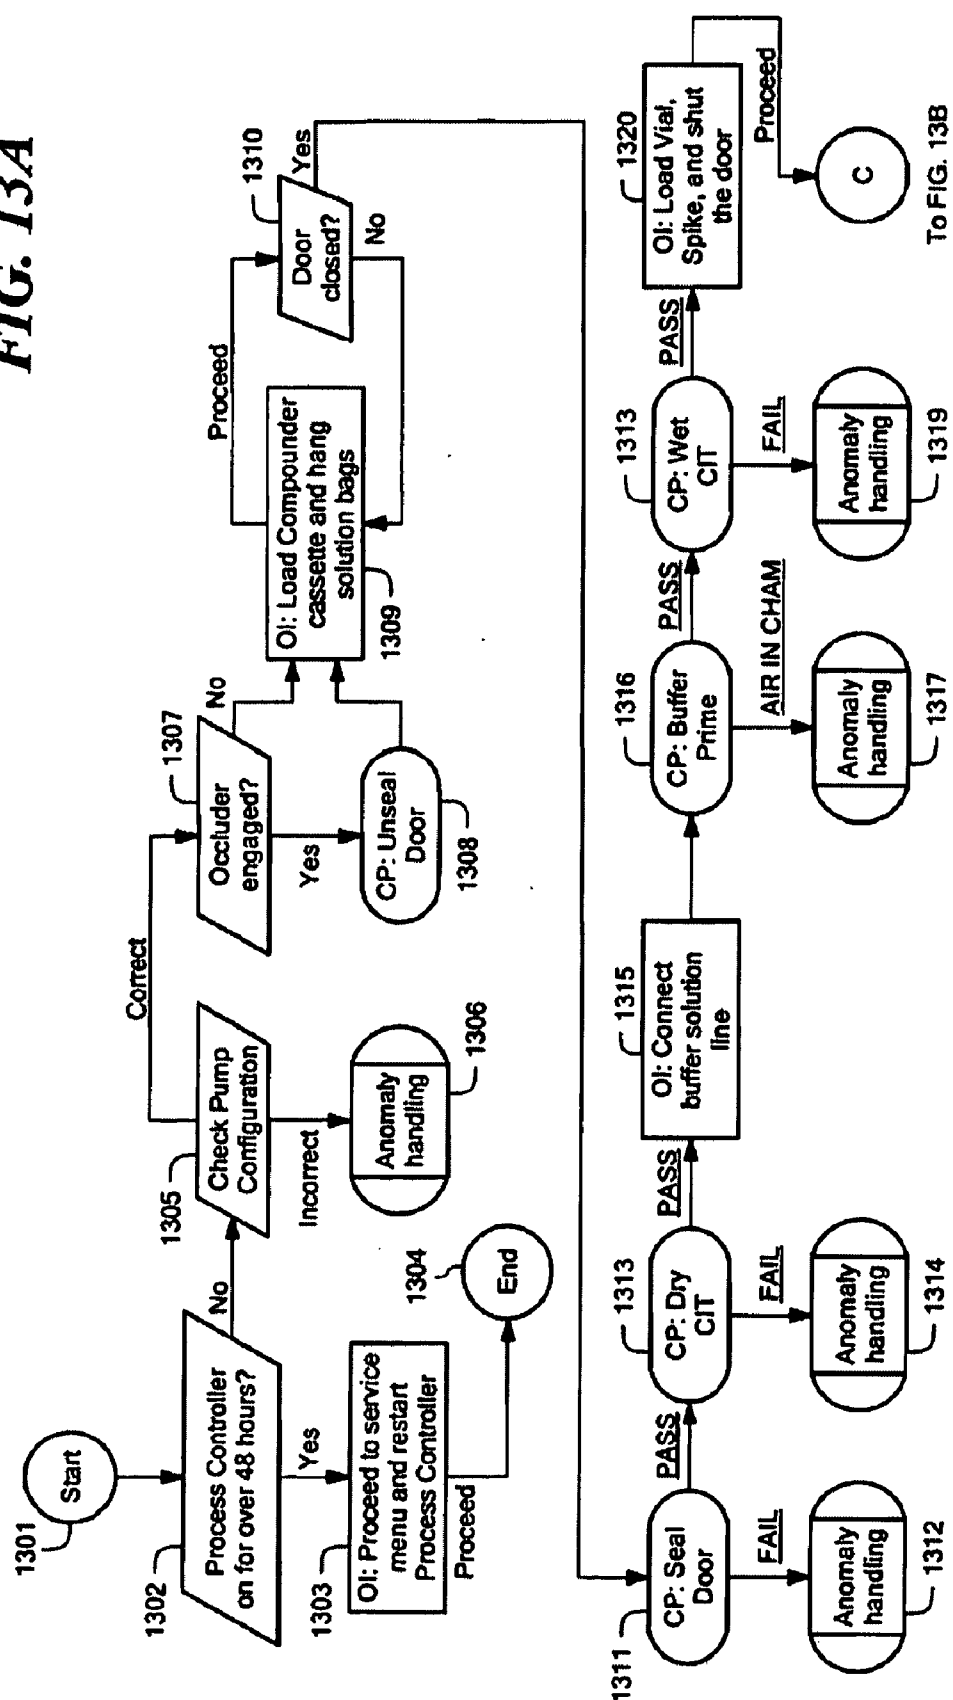 FIG. 13A
1301
Start
1302
Process Controller
on for over 48 hours?
No
Yes
1303
OI: Proceed to service
menu and restart
Process Controller
Proceed
1304
End
1305
Check Pump
Configuration
Correct
Incorrect
Anomaly
handling
1306
1307
Occluder
engaged?
No
Yes
CP: Unseal
Door
1308
OI: Load Compounder
cassette and hang
solution bags
1309
Proceed
1310
Door
closed?
Yes
No
1311
CP: Seal
Door
PASS
FAIL
Anomaly
handling
1312
1313
CP: Dry
CIT
PASS
FAIL
Anomaly
handling
1314
1315
OI: Connect
buffer solution
line
1316
CP: Buffer
Prime
PASS
AIR IN CHAM
Anomaly
handling
1317
1313
CP: Wet
CIT
PASS
FAIL
Anomaly
handling
1319
1320
OI: Load Vial,
Spike, and shut
the door
Proceed
C
To FIG. 13B